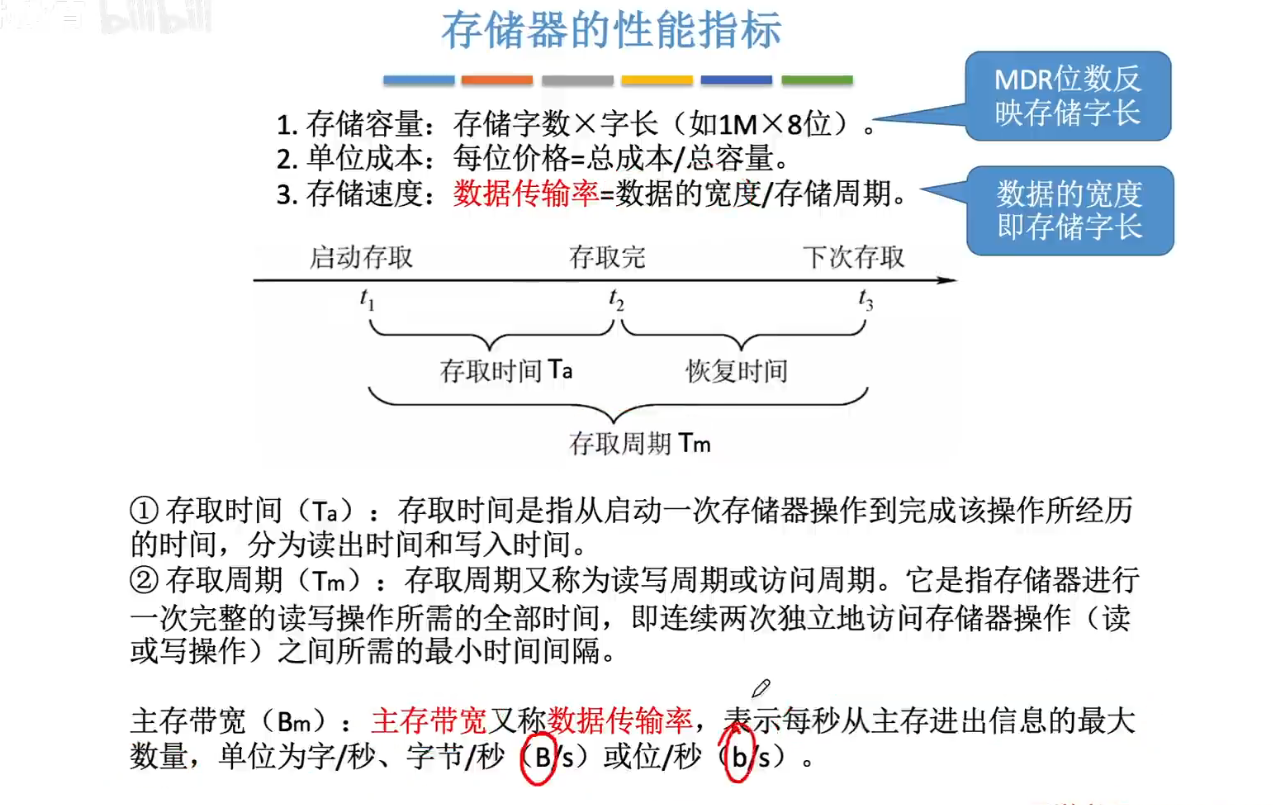 bilibili
存储器的性能指标
MDR位数反
映存储字长
1. 存储容量：存储字数×字长（如1M×8位）。
2. 单位成本：每位价格=总成本/总容量。
3. 存储速度：数据传输率=数据的宽度/存储周期。
数据的宽度
即存储字长
启动存取 存取完 下次存取
t1 t2 t3
存取时间 Ta 恢复时间
存取周期 Tm
① 存取时间（Ta）：存取时间是指从启动一次存储器操作到完成该操作所经历
的时间，分为读出时间和写入时间。
② 存取周期（Tm）：存取周期又称为读写周期或访问周期。它是指存储器进行
一次完整的读写操作所需的全部时间，即连续两次独立地访问存储器操作（读
或写操作）之间所需的最小时间间隔。
主存带宽（Bm）：主存带宽又称数据传输率，表示每秒从主存进出信息的最大
数量，单位为字/秒、字节/秒（B/s）或位/秒（b/s）。